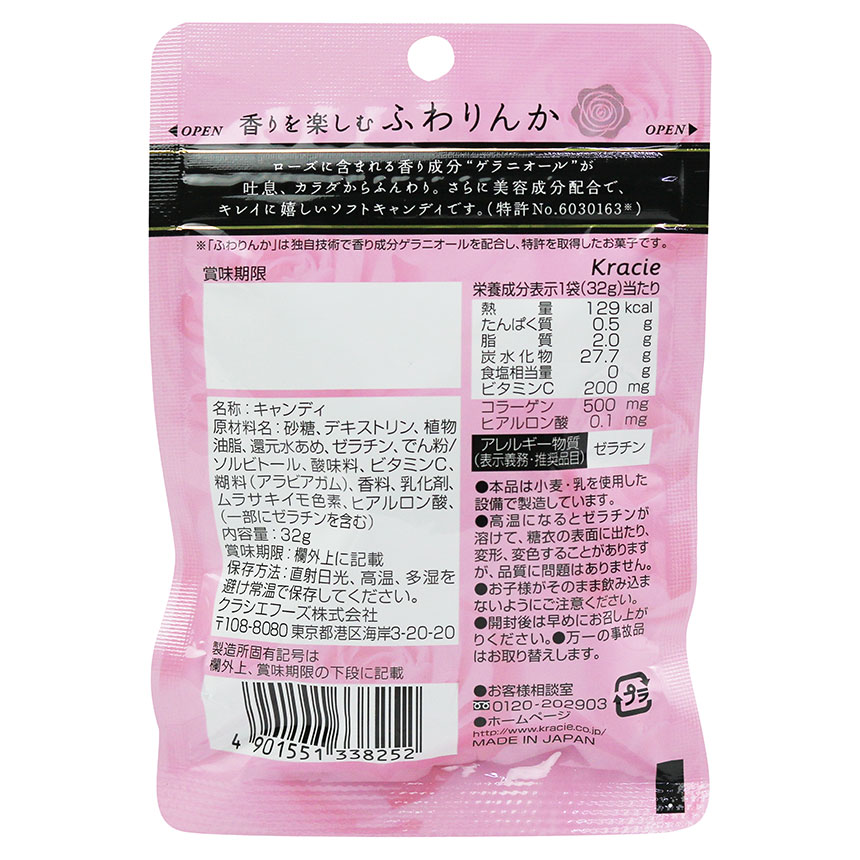 ◀OPEN 香りを楽しむ ふわりんか OPEN▶
ローズに含まれる香り成分“ゲラニオール”が
吐息、カラダからふんわり。さらに美容成分配合で、
キレイに嬉しいソフトキャンディです。(特許No.6030163※)
※「ふわりんか」は独自技術で香り成分ゲラニオールを配合し、特許を取得したお菓子です。
賞味期限
名称:キャンディ
原材料名:砂糖、デキストリン、植物
油脂、還元水あめ、ゼラチン、でん粉/
ソルビトール、酸味料、ビタミンC、
糊料(アラビアガム)、香料、乳化剤、
ムラサキイモ色素、ヒアルロン酸、
(一部にゼラチンを含む)
内容量:32g
賞味期限:欄外上に記載
保存方法:直射日光、高温、多湿を
避け常温で保存してください。
クラシエフーズ株式会社
〒108-8080 東京都港区海岸3-20-20
製造所固有記号は
欄外上、賞味期限の下段に記載
4 901551 338252
Kracie
栄養成分表示1袋(32g)当たり
熱量 129 kcal
たんぱく質 0.5 g
脂質 2.0 g
炭水化物 27.7 g
食塩相当量 0 g
ビタミンC 200 mg
コラーゲン 500 mg
ヒアルロン酸 0.1 mg
アレルギー物質
(表示義務・推奨品目)
ゼラチン
●本品は小麦・乳を使用した
設備で製造しています。
●高温になるとゼラチンが
溶けて、糖衣の表面に出たり、
変形、変色することがあります
が、品質に問題はありません。
●お子様がそのまま飲み込ま
ないようにご注意ください。
●開封後は早めにお召し上が
りください。●万一の事故品
はお取り替えします。
●お客様相談室
0120-202903
●ホームページ
http://www.kracie.co.jp/
MADE IN JAPAN
プラ